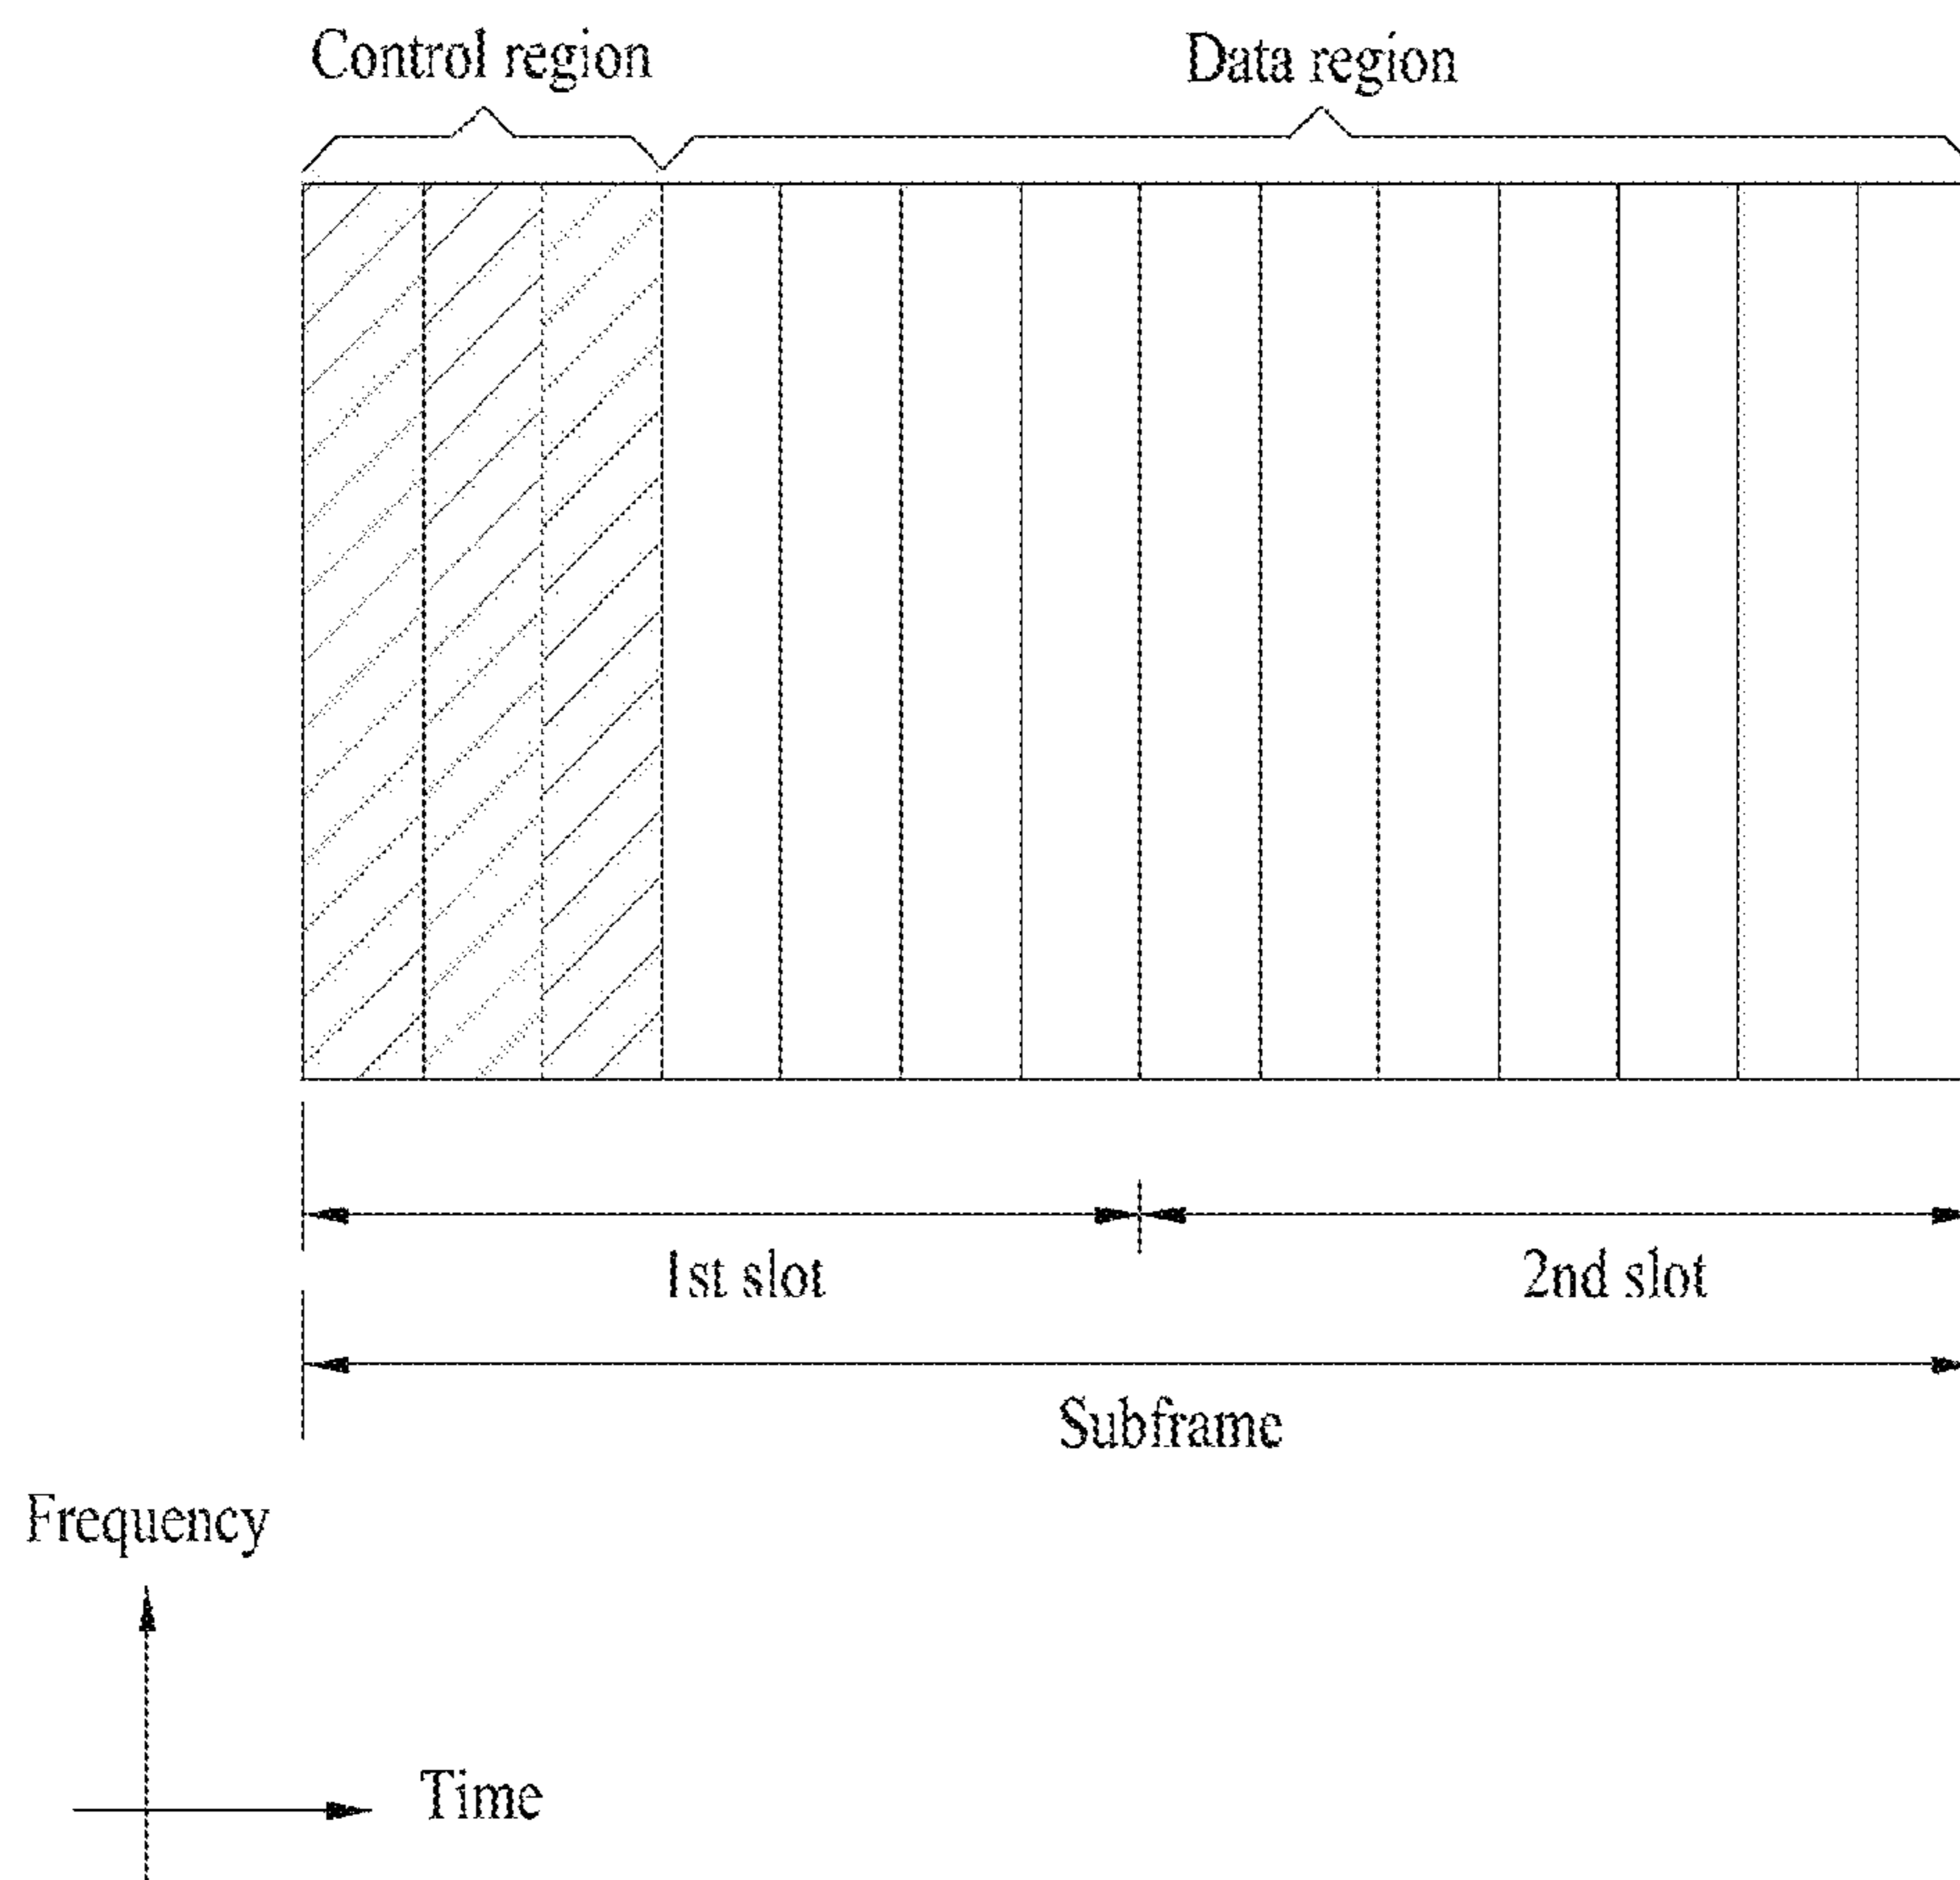 Control region
Data region
1st slot
2nd slot
Subframe
Frequency
Time